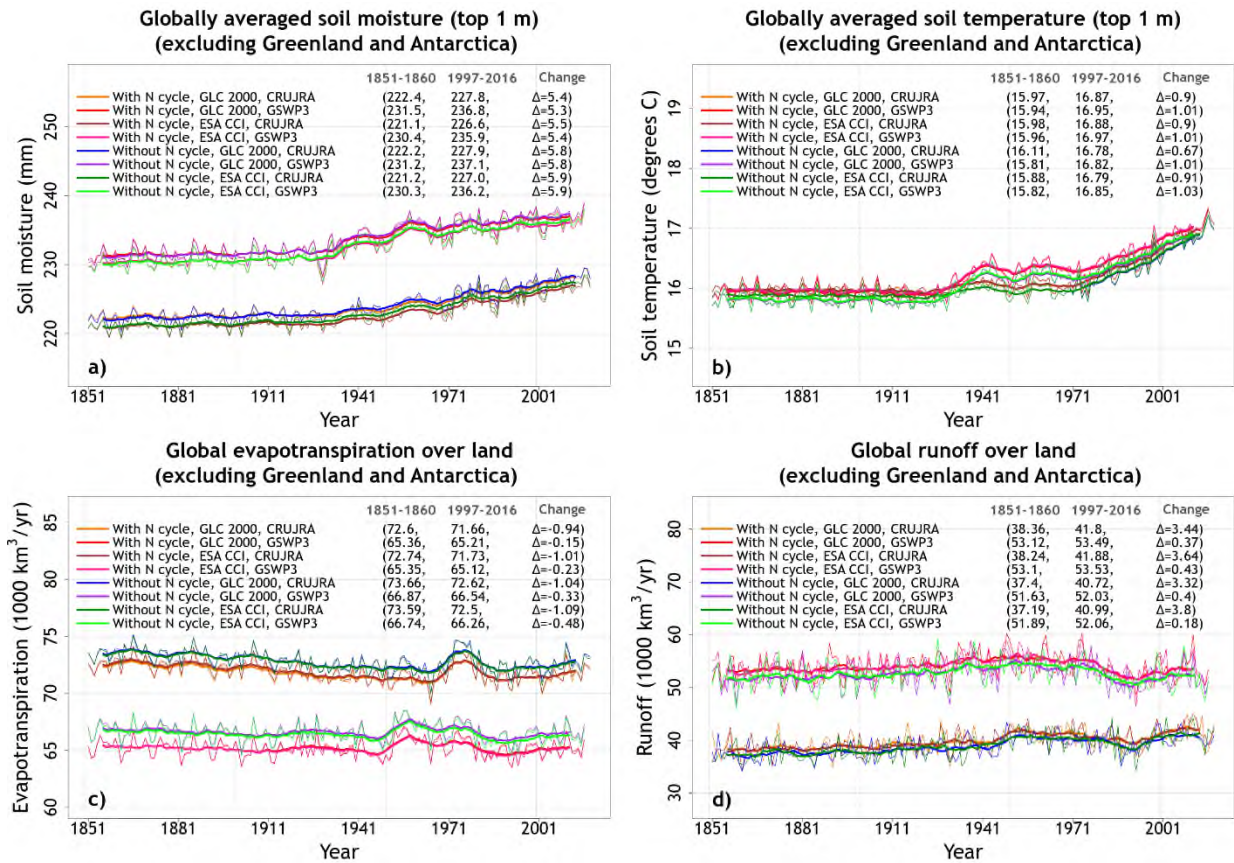 Globally averaged soil moisture (top 1 m)
(excluding Greenland and Antarctica)
1851-1860 1997-2016 Change
With N cycle, GLC 2000, CRUJRA (222.4, 227.8, Δ=5.4)
With N cycle, GLC 2000, GSWP3 (231.5, 236.8, Δ=5.3)
With N cycle, ESA CCI, CRUJRA (221.1, 226.6, Δ=5.5)
With N cycle, ESA CCI, GSWP3 (230.4, 235.9, Δ=5.4)
Without N cycle, GLC 2000, CRUJRA (222.2, 227.9, Δ=5.8)
Without N cycle, GLC 2000, GSWP3 (231.2, 237.1, Δ=5.8)
Without N cycle, ESA CCI, CRUJRA (221.2, 227.0, Δ=5.9)
Without N cycle, ESA CCI, GSWP3 (230.3, 236.2, Δ=5.9)
Soil moisture (mm)
250
240
230
220
a)
1851 1881 1911 1941 1971 2001
Year
Globally averaged soil temperature (top 1 m)
(excluding Greenland and Antarctica)
1851-1860 1997-2016 Change
With N cycle, GLC 2000, CRUJRA (15.97, 16.87, Δ=0.9)
With N cycle, GLC 2000, GSWP3 (15.94, 16.95, Δ=1.01)
With N cycle, ESA CCI, CRUJRA (15.98, 16.88, Δ=0.9)
With N cycle, ESA CCI, GSWP3 (15.96, 16.97, Δ=1.01)
Without N cycle, GLC 2000, CRUJRA (16.11, 16.78, Δ=0.67)
Without N cycle, GLC 2000, GSWP3 (15.81, 16.82, Δ=1.01)
Without N cycle, ESA CCI, CRUJRA (15.88, 16.79, Δ=0.91)
Without N cycle, ESA CCI, GSWP3 (15.82, 16.85, Δ=1.03)
Soil temperature (degrees C)
19
18
17
16
15
b)
1851 1881 1911 1941 1971 2001
Year
Global evapotranspiration over land
(excluding Greenland and Antarctica)
1851-1860 1997-2016 Change
With N cycle, GLC 2000, CRUJRA (72.6, 71.66, Δ=-0.94)
With N cycle, GLC 2000, GSWP3 (65.36, 65.21, Δ=-0.15)
With N cycle, ESA CCI, CRUJRA (72.74, 71.73, Δ=-1.01)
With N cycle, ESA CCI, GSWP3 (65.35, 65.12, Δ=-0.23)
Without N cycle, GLC 2000, CRUJRA (73.66, 72.62, Δ=-1.04)
Without N cycle, GLC 2000, GSWP3 (66.87, 66.54, Δ=-0.33)
Without N cycle, ESA CCI, CRUJRA (73.59, 72.5, Δ=-1.09)
Without N cycle, ESA CCI, GSWP3 (66.74, 66.26, Δ=-0.48)
Evapotranspiration (1000 km³/yr)
85
80
75
70
65
60
c)
1851 1881 1911 1941 1971 2001
Year
Global runoff over land
(excluding Greenland and Antarctica)
1851-1860 1997-2016 Change
With N cycle, GLC 2000, CRUJRA (38.36, 41.8, Δ=3.44)
With N cycle, GLC 2000, GSWP3 (53.12, 53.49, Δ=0.37)
With N cycle, ESA CCI, CRUJRA (38.24, 41.88, Δ=3.64)
With N cycle, ESA CCI, GSWP3 (53.1, 53.53, Δ=0.43)
Without N cycle, GLC 2000, CRUJRA (37.4, 40.72, Δ=3.32)
Without N cycle, GLC 2000, GSWP3 (51.63, 52.03, Δ=0.4)
Without N cycle, ESA CCI, CRUJRA (37.19, 40.99, Δ=3.8)
Without N cycle, ESA CCI, GSWP3 (51.89, 52.06, Δ=0.18)
Runoff (1000 km³/yr)
80
70
60
50
40
30
d)
1851 1881 1911 1941 1971 2001
Year